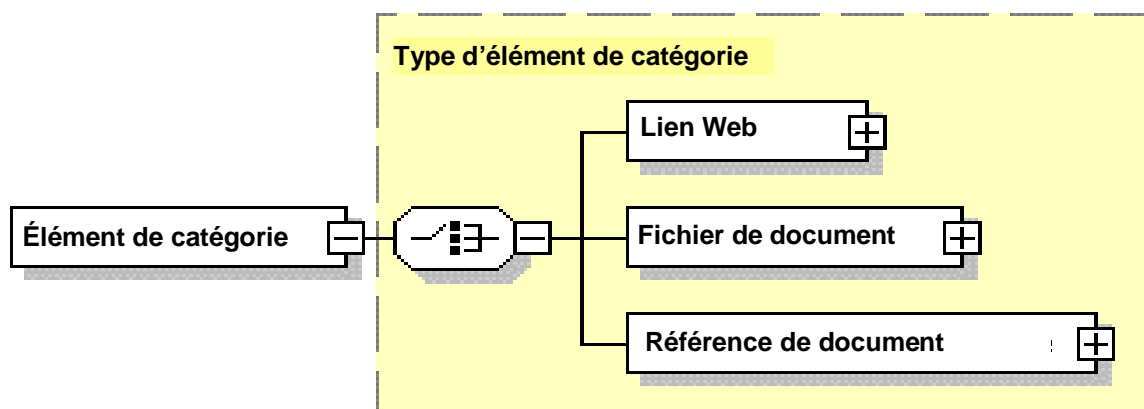 Type d’élément de catégorie
Lien Web
Élément de catégorie
Fichier de document
Référence de document